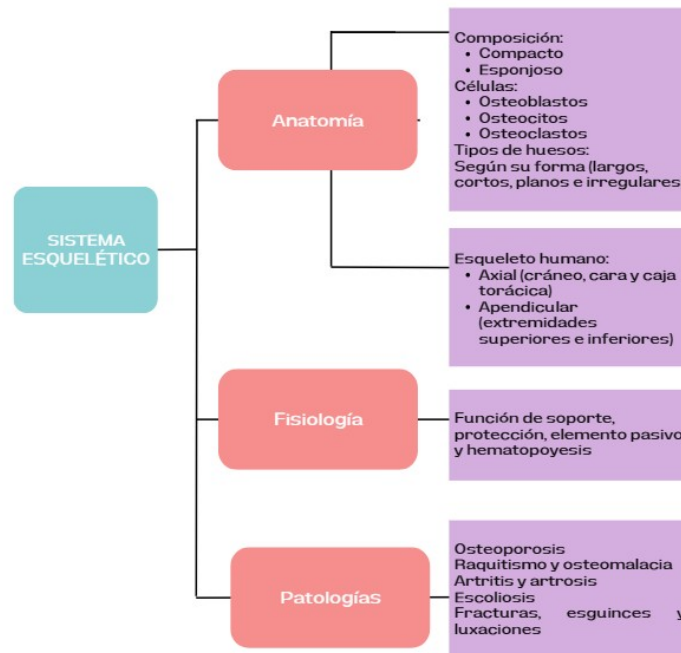 SISTEMA
ESQUELÉTICO
Anatomía
Composición:
• Compacto
• Esponjoso
Células:
• Osteoblastos
• Osteocitos
• Osteoclastos
Tipos de huesos:
Según su forma (largos,
cortos, planos e irregulares
Esqueleto humano:
• Axial (cráneo, cara y caja
torácica)
• Apendicular
(extremidades
superiores e inferiores)
Fisiología
Función de soporte,
protección, elemento pasivo
y hematopoyesis
Patologías
Osteoporosis
Raquitismo y osteomalacia
Artritis y artrosis
Escoliosis
Fracturas, esguinces y
luxaciones